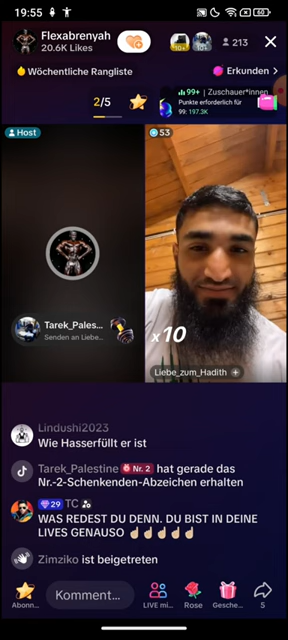 19:55
60
Flexabrenyah
20.6K Likes
10+
10+
213
Wöchentliche Rangliste
Erkunden >
2/5
99+ | Zuschauer*innen
Punkte erforderlich für
99: 197.3K
Host
53
Tarek_Pales...
Senden an Liebe...
x10
Liebe_zum_Hadith +
Lindushi2023
Wie Hasserfüllt er ist
Tarek_Palestine Nr. 2 hat gerade das
Nr.-2-Schenkenden-Abzeichen erhalten
29 TC
WAS REDEST DU DENN. DU BIST IN DEINE
LIVES GENAUSO ☝🏼☝🏼☝🏼☝🏼☝🏼
Zimziko ist beigetreten
Komment...
Abonn...
LIVE mi...
Rose
Gesche...
5